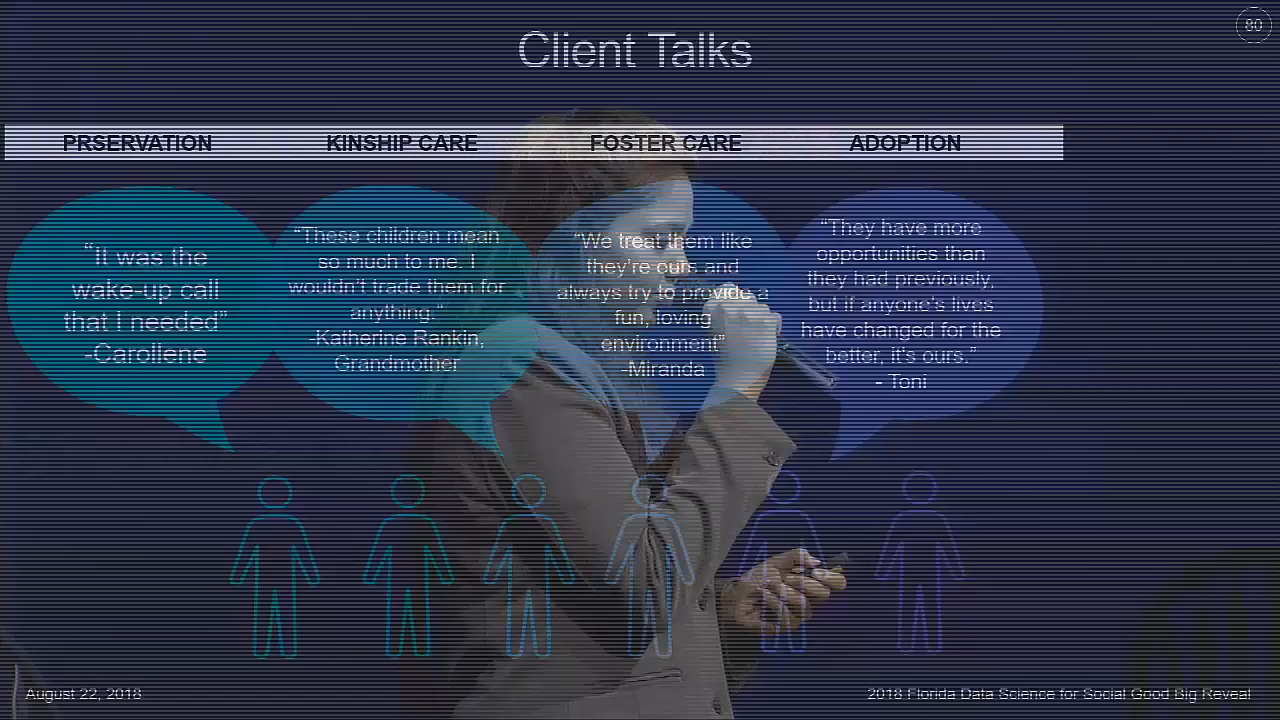 80
Client Talks
PRSERVATION
KINSHIP CARE
FOSTER CARE
ADOPTION
“It was the
wake-up call
that I needed”
-Carollene
“These children mean
so much to me. I
wouldn’t trade them for
anything.”
-Katherine Rankin,
Grandmother
“We treat them like
they’re ours and
always try to provide a
fun, loving
environment”
-Miranda
“They have more
opportunities than
they had previously,
but if anyone’s lives
have changed for the
better, it’s ours.”
- Toni
August 22, 2018
2018 Florida Data Science for Social Good Big Reveal